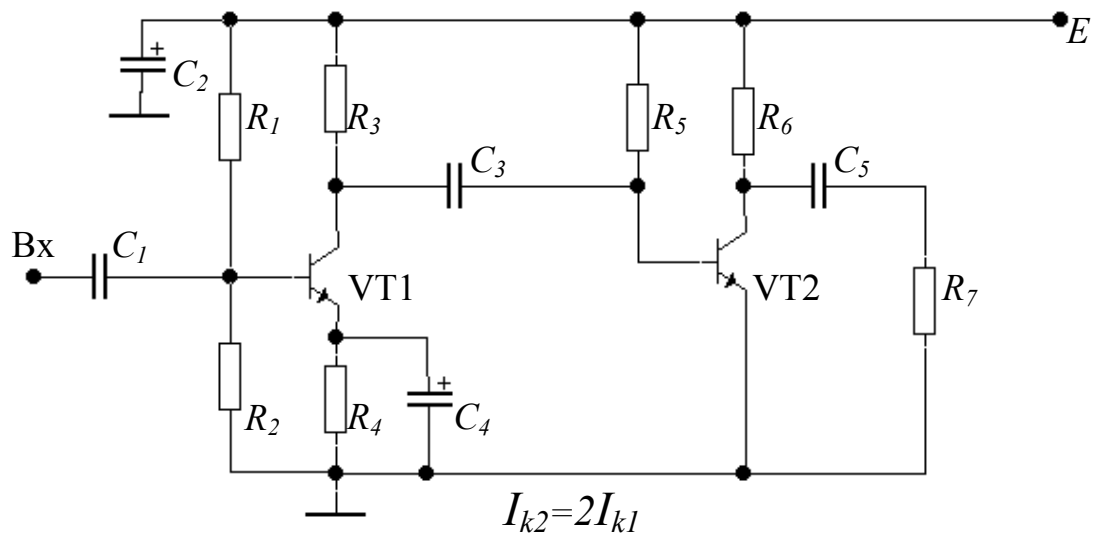 E
+
C2
R1
R3
R5
R6
C3
C5
Вх
C1
VT1
VT2
R7
R2
R4
+
C4
Ik2=2Ik1